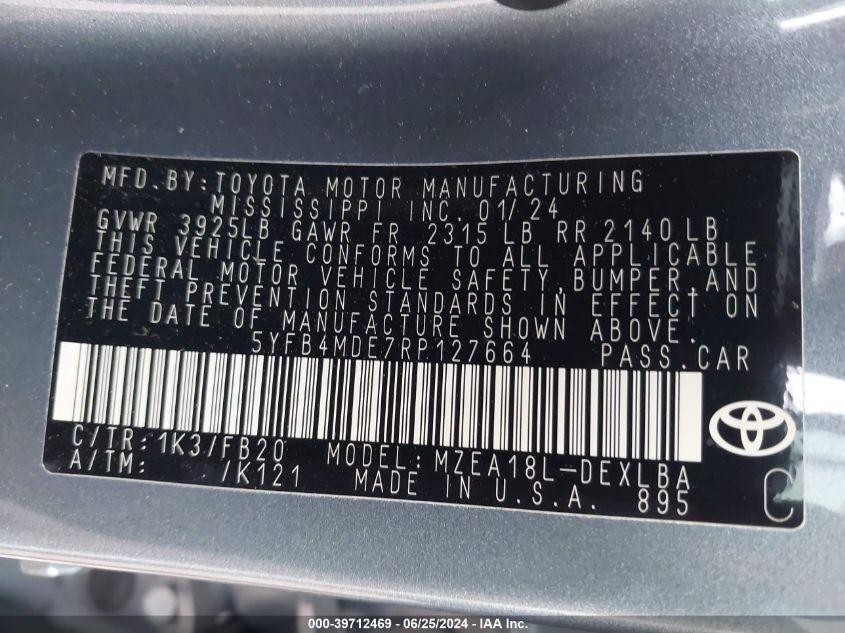 MFD.BY:TOYOTA MOTOR MANUFACTURING
MISSISSIPPI INC. 01/24
GVWR 3925LB GAWR FR 2315 LB RR 2140 LB
THIS VEHICLE CONFORMS TO ALL APPLICABLE
FEDERAL MOTOR VEHICLE SAFETY,BUMPER,AND
THEFT PREVENTION STANDARDS IN EFFECT ON
THE DATE OF MANUFACTURE SHOWN ABOVE.
5YFB4MDE7RP127664 PASS.CAR
C/TR:1K3/FB20 MODEL:MZEA18L-DEXLBA
A/TM: /K121 MADE IN U.S.A. 895
C
000-39712469 - 06/25/2024 - IAA Inc.